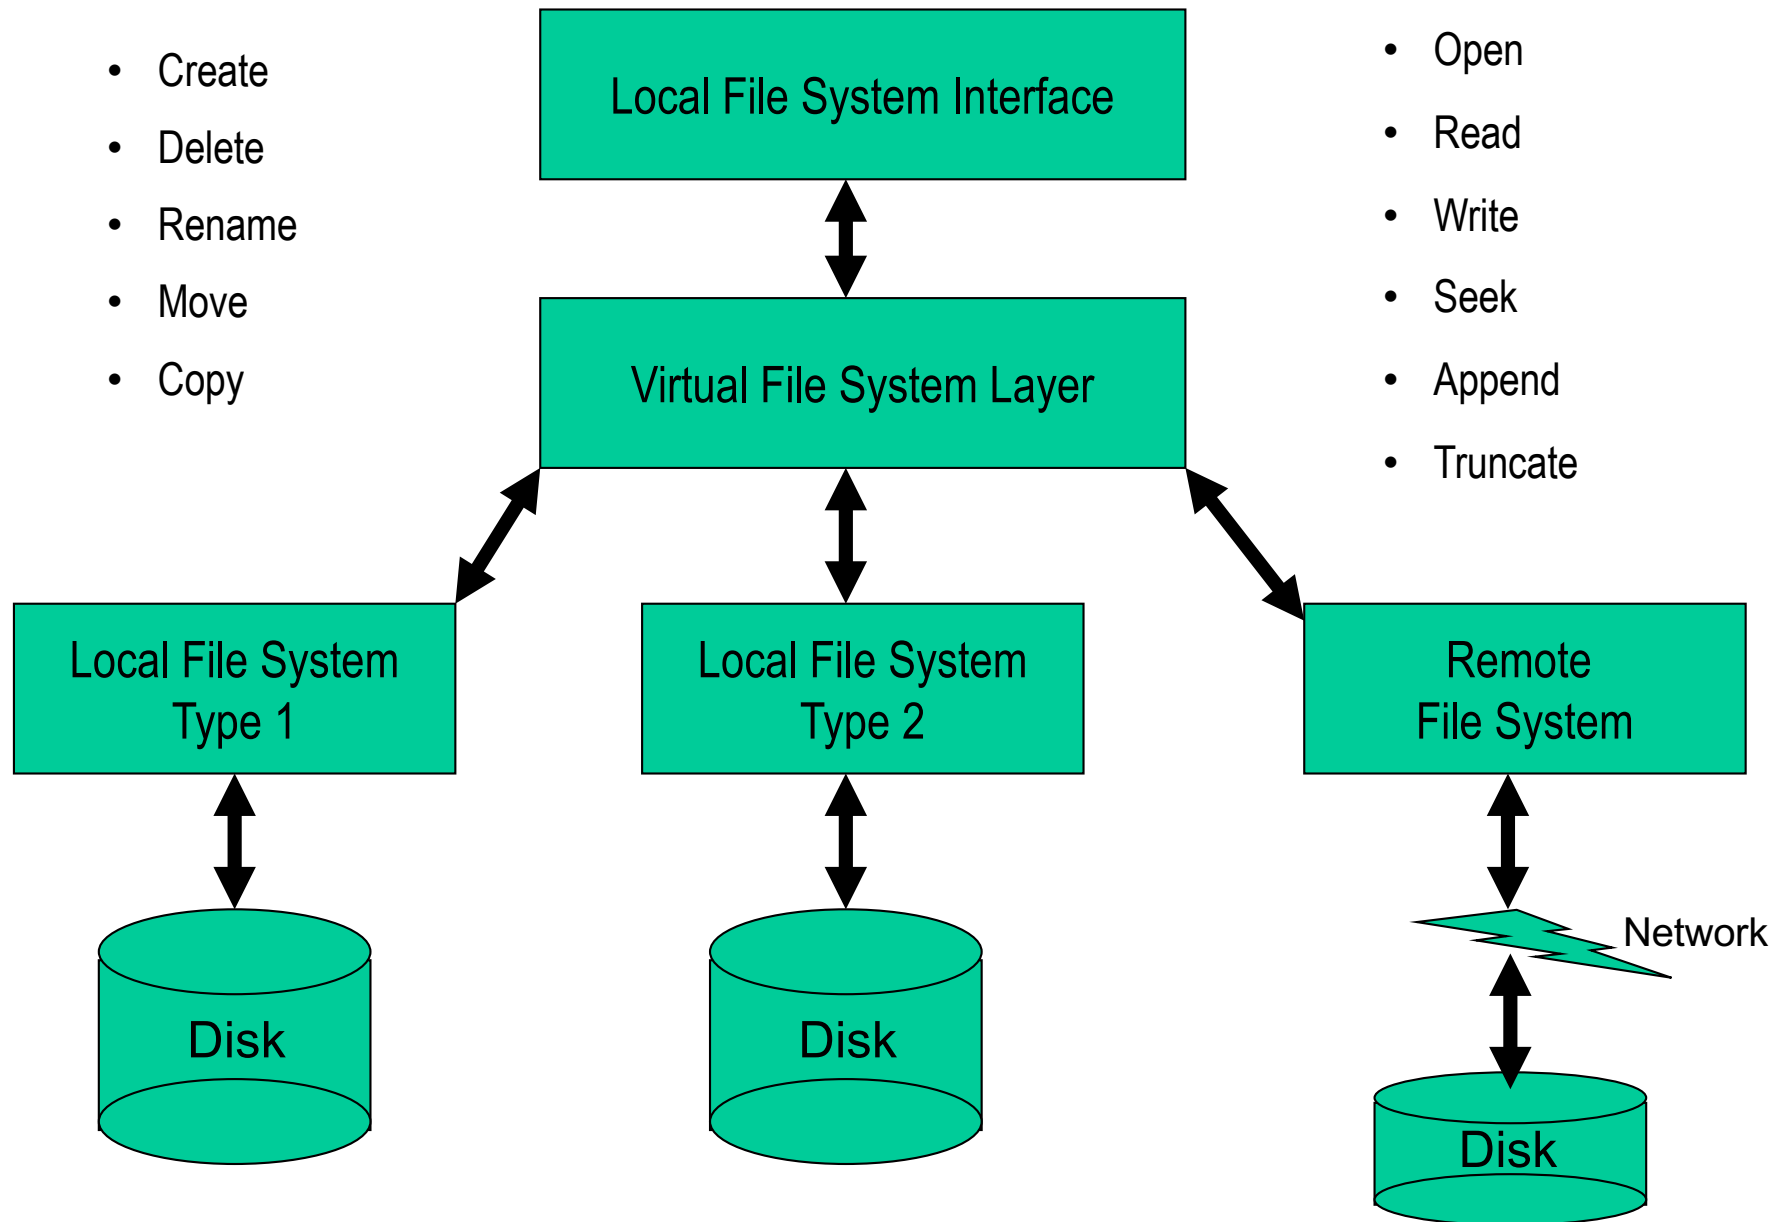 • Create
• Delete
• Rename
• Move
• Copy
Local File System Interface
• Open
• Read
• Write
• Seek
• Append
• Truncate
Virtual File System Layer
Local File System
Type 1
Local File System
Type 2
Remote
File System
Network
Disk
Disk
Disk